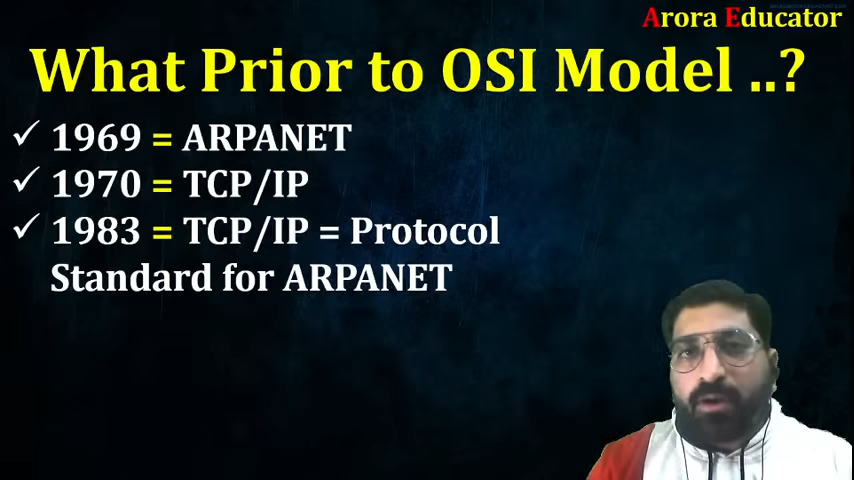 Arora Educator
What Prior to OSI Model ..?
✓ 1969 = ARPANET
✓ 1970 = TCP/IP
✓ 1983 = TCP/IP = Protocol
Standard for ARPANET